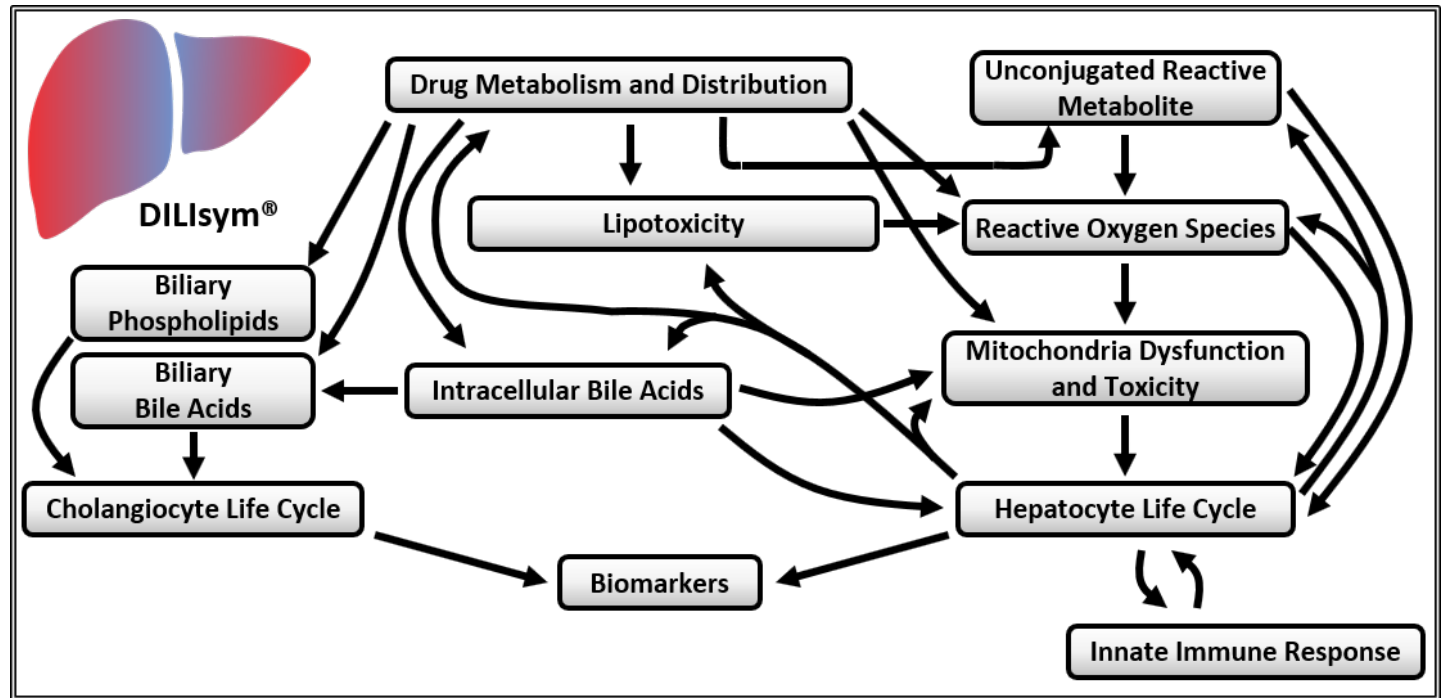 DILIsym®
Drug Metabolism and Distribution
Unconjugated Reactive
Metabolite
Lipotoxicity
Reactive Oxygen Species
Biliary
Phospholipids
Biliary
Bile Acids
Intracellular Bile Acids
Mitochondria Dysfunction
and Toxicity
Cholangiocyte Life Cycle
Hepatocyte Life Cycle
Biomarkers
Innate Immune Response